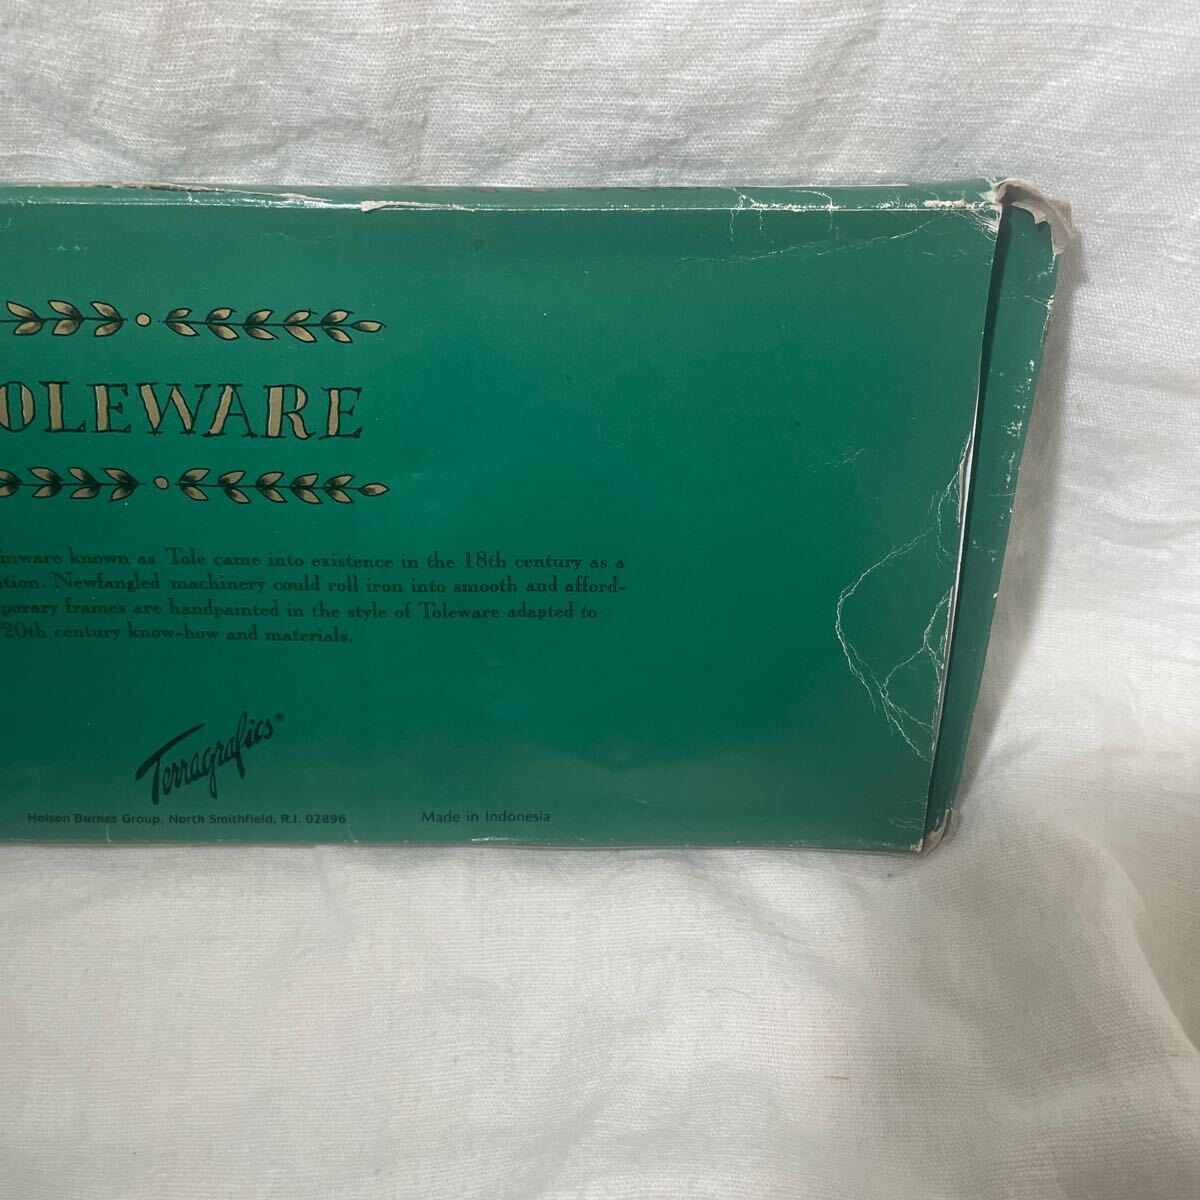 OLEWARE
inware known as Tole came into existence in the 18th century as a
tion. Newfangled machinery could roll iron into smooth and afford-
porary frames are handpainted in the style of Toleware adapted to
20th century know-how and materials.
Terragrafics®
Holson Burnes Group, North Smithfield, R.I. 02896
Made in Indonesia